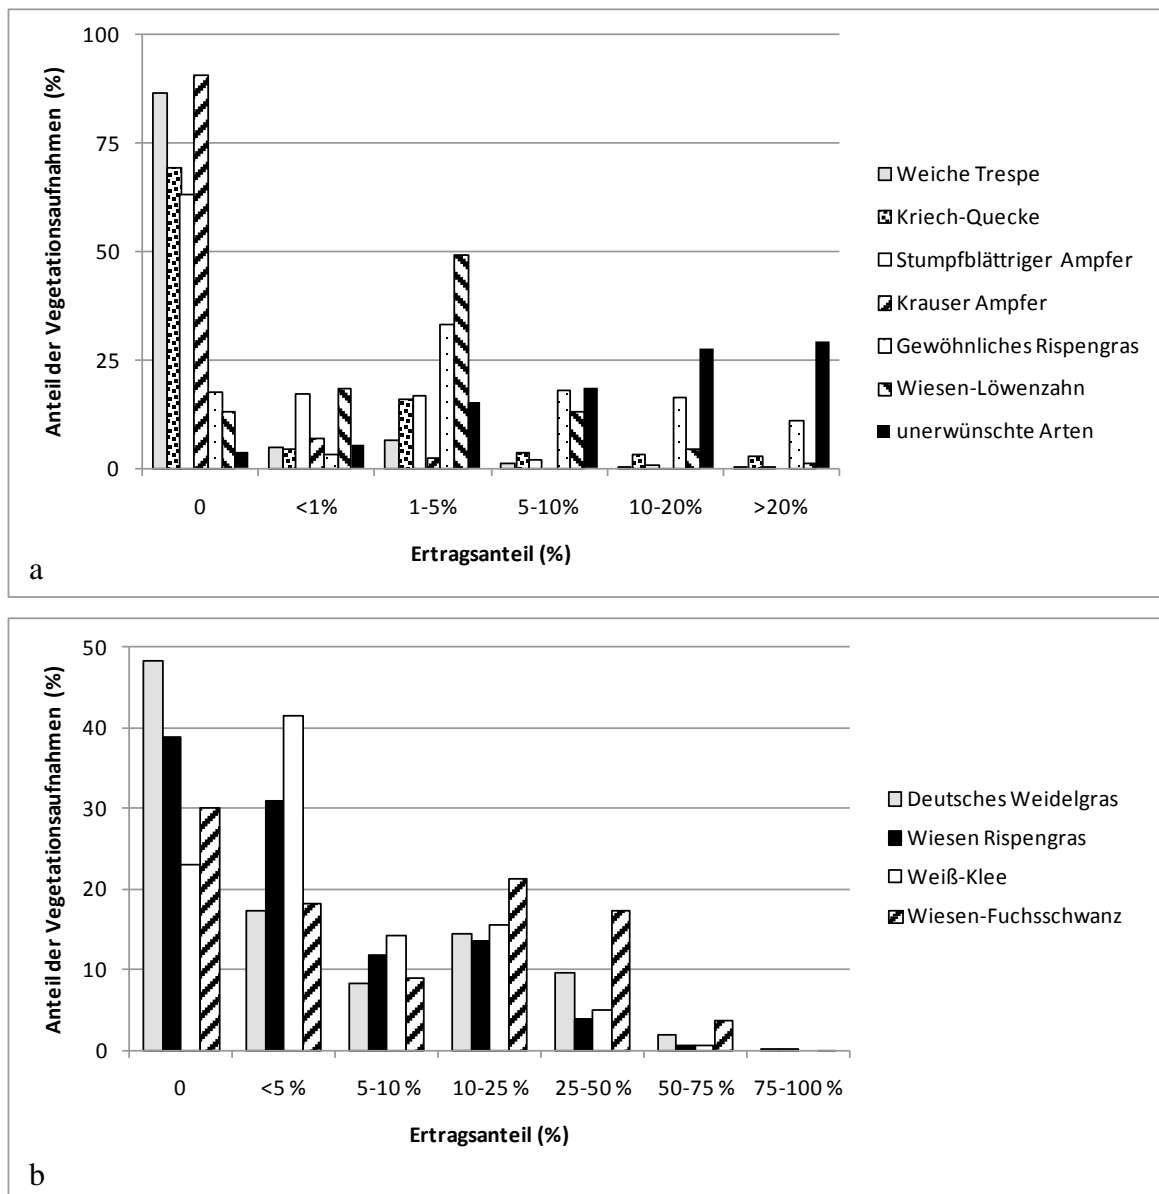 100
75
50
25
0
Anteil der Vegetationsaufnahmen (%)
0 <1% 1-5% 5-10% 10-20% >20%
Ertragsanteil (%)
Weiche Trespe
Kriech-Quecke
Stumpfblättriger Ampfer
Krauser Ampfer
Gewöhnliches Rispengras
Wiesen-Löwenzahn
unerwünschte Arten
a
50
40
30
20
10
0
Anteil der Vegetationsaufnahmen (%)
0 <5 % 5-10 % 10-25 % 25-50 % 50-75 % 75-100 %
Ertragsanteil (%)
Deutsches Weidelgras
Wiesen Rispengras
Weiß-Klee
Wiesen-Fuchsschwanz
b